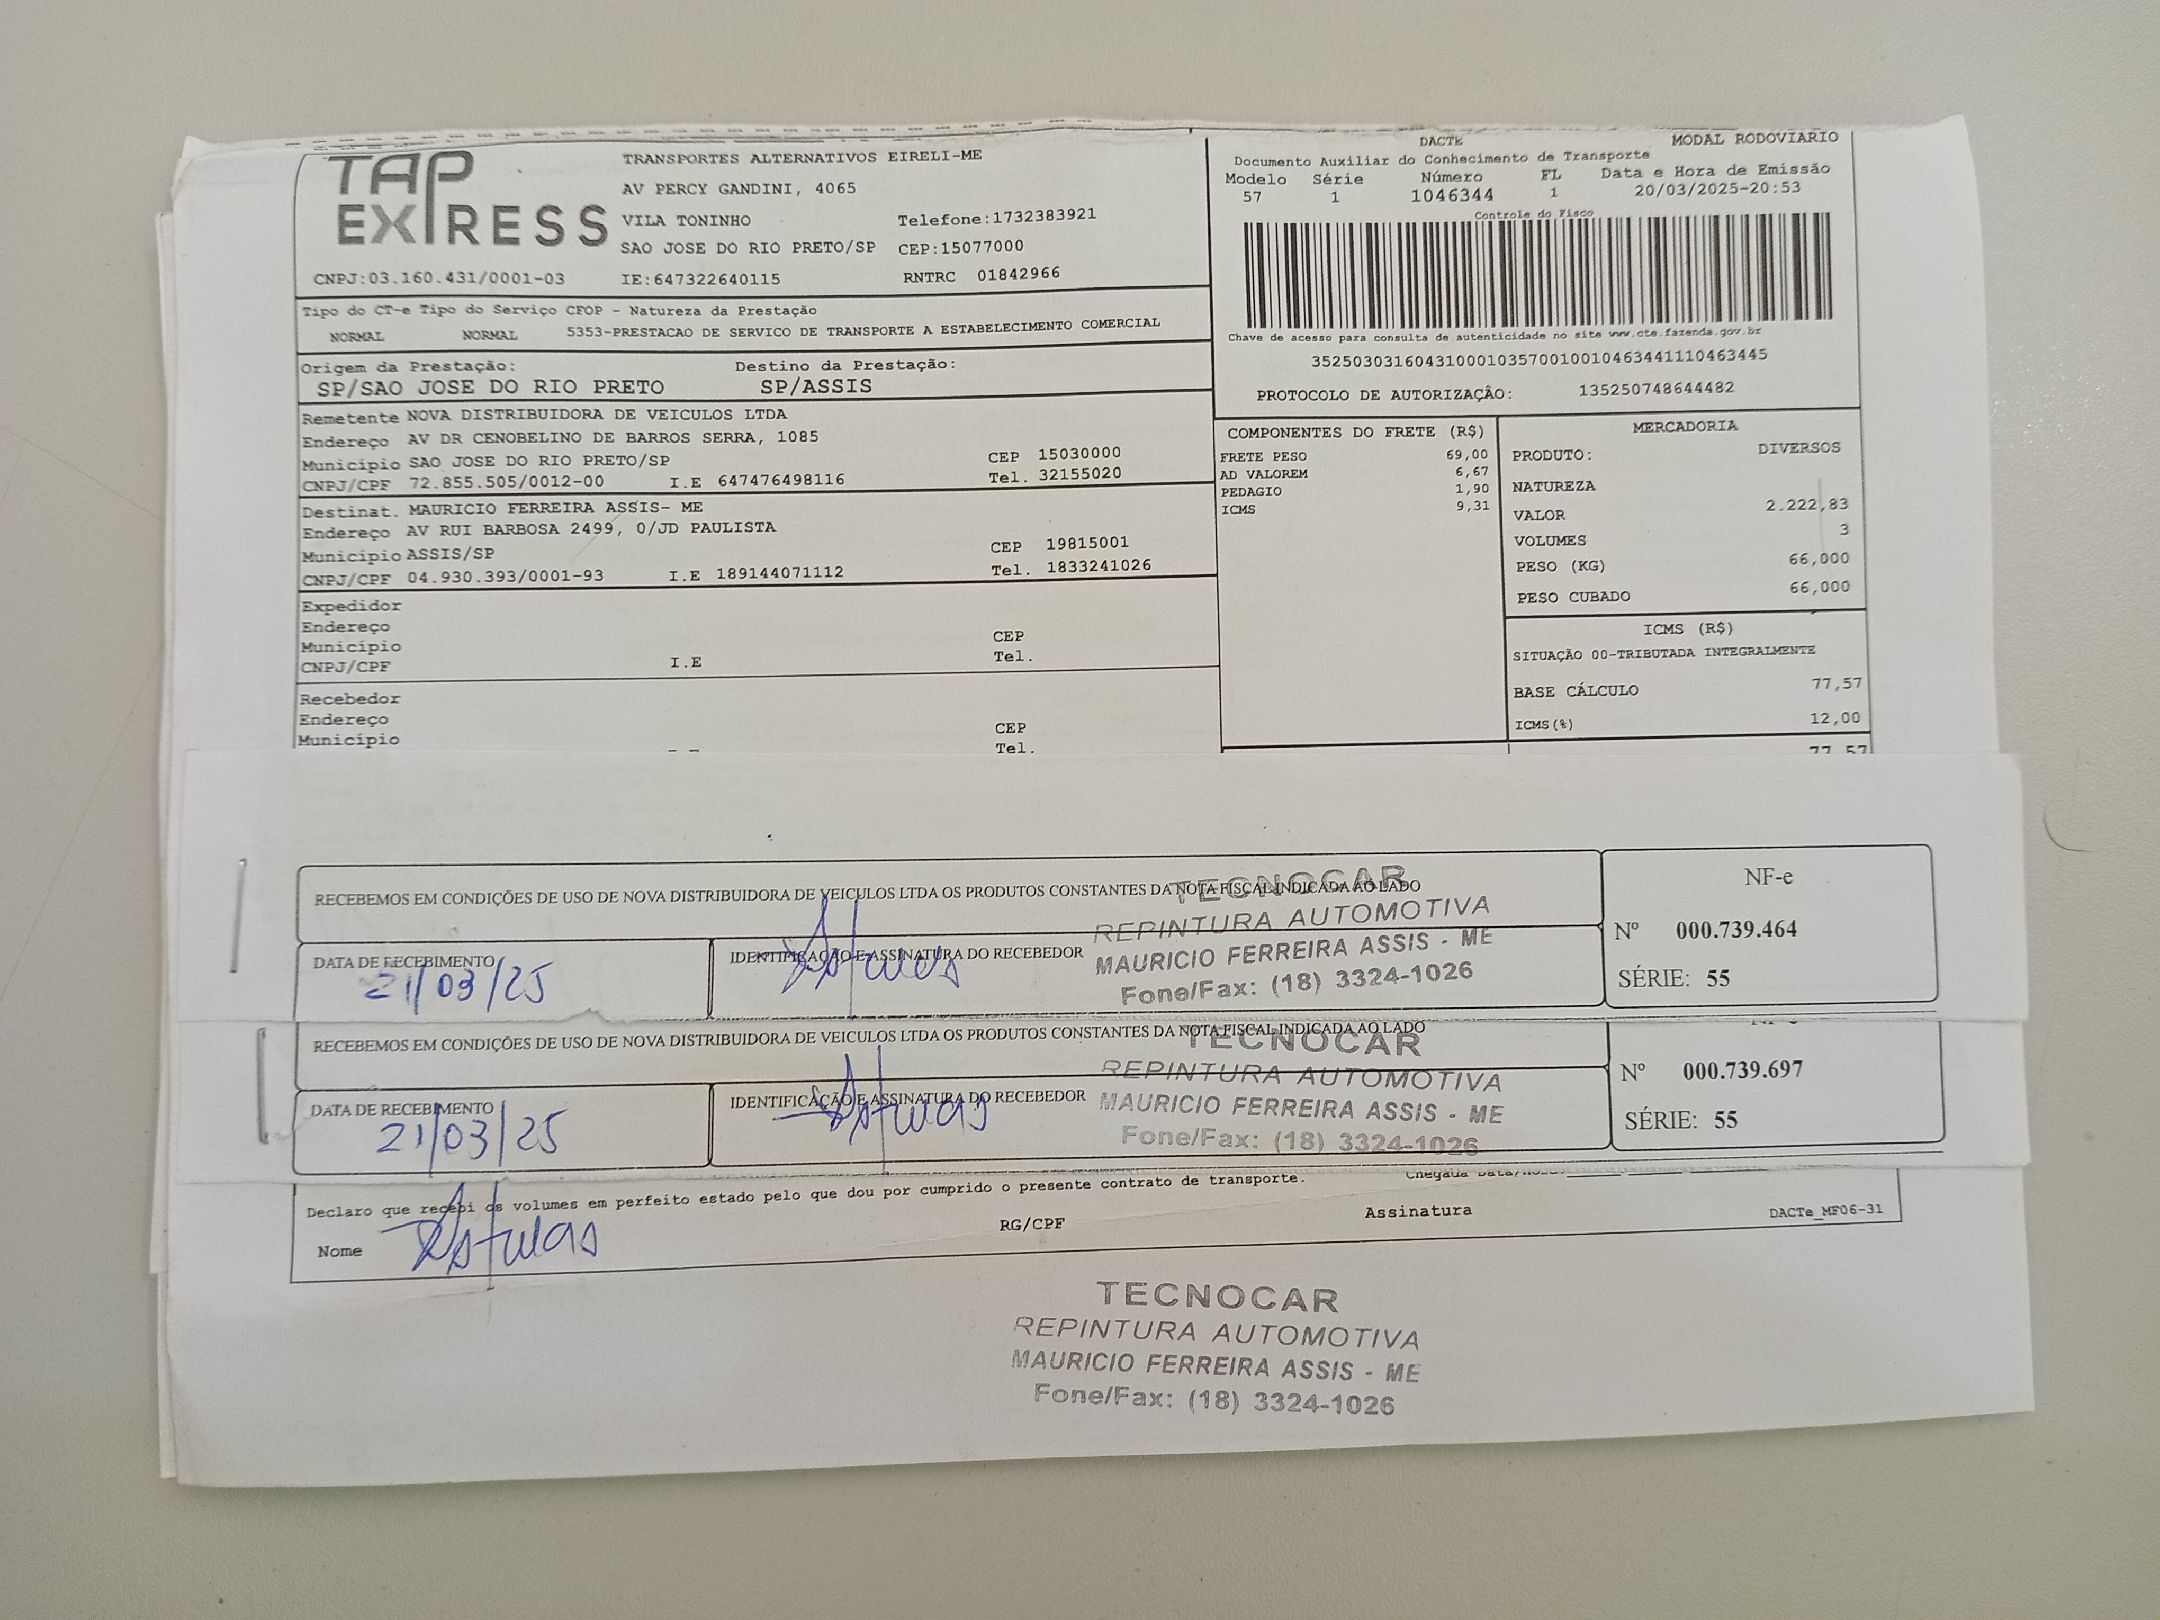 TAP EXPRESS
TRANSPORTES ALTERNATIVOS EIRELI-ME
AV PERCY GANDINI, 4065
VILA TONINHO Telefone:1732383921
SAO JOSE DO RIO PRETO/SP CEP:15077000
CNPJ:03.160.431/0001-03 IE:647322640115 RNTRC 01842966
DACTE MODAL RODOVIARIO
Documento Auxiliar do Conhecimento de Transporte
Modelo Série Número FL Data e Hora de Emissão
57 1 1046344 1 20/03/2025-20:53
Controle do Fisco
Chave de acesso para consulta de autenticidade no site www.cte.fazenda.gov.br
35250303160431000103570010010463441110463445
PROTOCOLO DE AUTORIZAÇÂO: 135250748644482
Tipo do CT-e Tipo do Serviço CFOP - Natureza da Prestação
NORMAL NORMAL 5353-PRESTACAO DE SERVICO DE TRANSPORTE A ESTABELECIMENTO COMERCIAL
Origem da Prestação: Destino da Prestação:
SP/SAO JOSE DO RIO PRETO SP/ASSIS
Remetente NOVA DISTRIBUIDORA DE VEICULOS LTDA
Endereço AV DR CENOBELINO DE BARROS SERRA, 1085
Município SAO JOSE DO RIO PRETO/SP CEP 15030000
CNPJ/CPF 72.855.505/0012-00 I.E 647476498116 Tel. 32155020
Destinat. MAURICIO FERREIRA ASSIS- ME
Endereço AV RUI BARBOSA 2499, 0/JD PAULISTA
Município ASSIS/SP CEP 19815001
CNPJ/CPF 04.930.393/0001-93 I.E 189144071112 Tel. 1833241026
Expedidor
Endereço
Município CEP
CNPJ/CPF I.E Tel.
Recebedor
Endereço
Município CEP
Tel.
COMPONENTES DO FRETE (R$)
FRETE PESO 69,00
AD VALOREM 6,67
PEDAGIO 1,90
ICMS 9,31
MERCADORIA
PRODUTO: DIVERSOS
NATUREZA
VALOR 2.222,83
VOLUMES 3
PESO (KG) 66,000
PESO CUBADO 66,000
ICMS (R$)
SITUAÇÃO 00-TRIBUTADA INTEGRALMENTE
BASE CÁLCULO 77,57
ICMS(%) 12,00
77,57
RECEBEMOS EM CONDIÇÕES DE USO DE NOVA DISTRIBUIDORA DE VEICULOS LTDA OS PRODUTOS CONSTANTES DA NOTA FISCAL INDICADA AO LADO
DATA DE RECEBIMENTO
21/03/25
IDENTIFICAÇÃO E ASSINATURA DO RECEBEDOR
TECNOCAR
REPINTURA AUTOMOTIVA
MAURICIO FERREIRA ASSIS - ME
Fone/Fax: (18) 3324-1026
NF-e
Nº 000.739.464
SÉRIE: 55
RECEBEMOS EM CONDIÇÕES DE USO DE NOVA DISTRIBUIDORA DE VEICULOS LTDA OS PRODUTOS CONSTANTES DA NOTA FISCAL INDICADA AO LADO
DATA DE RECEBIMENTO
21/03/25
IDENTIFICAÇÃO E ASSINATURA DO RECEBEDOR
TECNOCAR
REPINTURA AUTOMOTIVA
MAURICIO FERREIRA ASSIS - ME
Fone/Fax: (18) 3324-1026
NF-e
Nº 000.739.697
SÉRIE: 55
Declaro que recebi os volumes em perfeito estado pelo que dou por cumprido o presente contrato de transporte. Chegada
Nome RG/CPF Assinatura DACTe_MF06-31
TECNOCAR
REPINTURA AUTOMOTIVA
MAURICIO FERREIRA ASSIS - ME
Fone/Fax: (18) 3324-1026